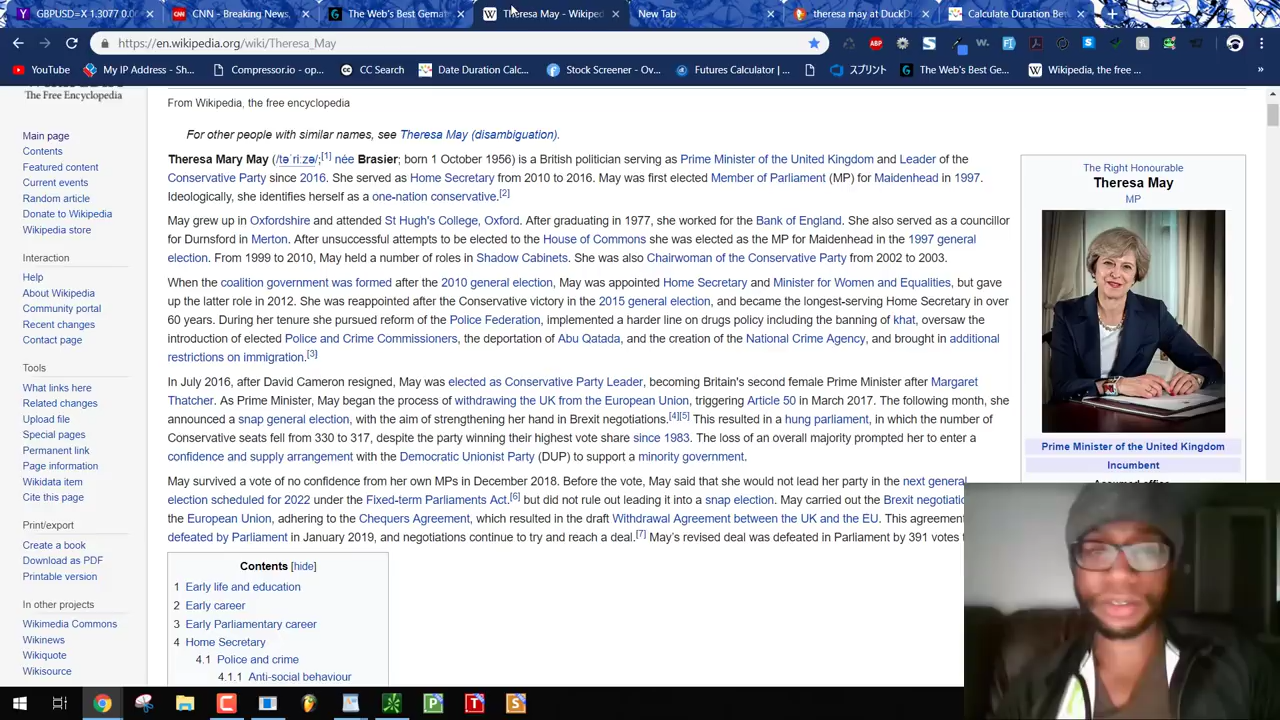 GBPUSD=X 1.3077 0.00
CNN - Breaking News,
The Web's Best Gemat
Theresa May - Wikiped
New Tab
theresa may at DuckDu
Calculate Duration Be
https://en.wikipedia.org/wiki/Theresa_May
YouTube
My IP Address - Sh...
Compressor.io - op...
CC Search
Date Duration Calc...
Stock Screener - Ov...
Futures Calculator | ...
スプリント
The Web's Best Ge...
Wikipedia, the free ...
The Free Encyclopedia
Main page
Contents
Featured content
Current events
Random article
Donate to Wikipedia
Wikipedia store
Interaction
Help
About Wikipedia
Community portal
Recent changes
Contact page
Tools
What links here
Related changes
Upload file
Special pages
Permanent link
Page information
Wikidata item
Cite this page
Print/export
Create a book
Download as PDF
Printable version
In other projects
Wikimedia Commons
Wikinews
Wikiquote
Wikisource
From Wikipedia, the free encyclopedia
For other people with similar names, see Theresa May (disambiguation).
Theresa Mary May (/təˈriːzə/;[1] née Brasier; born 1 October 1956) is a British politician serving as Prime Minister of the United Kingdom and Leader of the
Conservative Party since 2016. She served as Home Secretary from 2010 to 2016. May was first elected Member of Parliament (MP) for Maidenhead in 1997.
Ideologically, she identifies herself as a one-nation conservative.[2]
May grew up in Oxfordshire and attended St Hugh's College, Oxford. After graduating in 1977, she worked for the Bank of England. She also served as a councillor
for Durnsford in Merton. After unsuccessful attempts to be elected to the House of Commons she was elected as the MP for Maidenhead in the 1997 general
election. From 1999 to 2010, May held a number of roles in Shadow Cabinets. She was also Chairwoman of the Conservative Party from 2002 to 2003.
When the coalition government was formed after the 2010 general election, May was appointed Home Secretary and Minister for Women and Equalities, but gave
up the latter role in 2012. She was reappointed after the Conservative victory in the 2015 general election, and became the longest-serving Home Secretary in over
60 years. During her tenure she pursued reform of the Police Federation, implemented a harder line on drugs policy including the banning of khat, oversaw the
introduction of elected Police and Crime Commissioners, the deportation of Abu Qatada, and the creation of the National Crime Agency, and brought in additional
restrictions on immigration.[3]
In July 2016, after David Cameron resigned, May was elected as Conservative Party Leader, becoming Britain's second female Prime Minister after Margaret
Thatcher. As Prime Minister, May began the process of withdrawing the UK from the European Union, triggering Article 50 in March 2017. The following month, she
announced a snap general election, with the aim of strengthening her hand in Brexit negotiations.[4][5] This resulted in a hung parliament, in which the number of
Conservative seats fell from 330 to 317, despite the party winning their highest vote share since 1983. The loss of an overall majority prompted her to enter a
confidence and supply arrangement with the Democratic Unionist Party (DUP) to support a minority government.
May survived a vote of no confidence from her own MPs in December 2018. Before the vote, May said that she would not lead her party in the next general
election scheduled for 2022 under the Fixed-term Parliaments Act,[6] but did not rule out leading it into a snap election. May carried out the Brexit negotiatio
the European Union, adhering to the Chequers Agreement, which resulted in the draft Withdrawal Agreement between the UK and the EU. This agreement
defeated by Parliament in January 2019, and negotiations continue to try and reach a deal.[7] May's revised deal was defeated in Parliament by 391 votes
Contents [hide]
1 Early life and education
2 Early career
3 Early Parliamentary career
4 Home Secretary
4.1 Police and crime
4.1.1 Anti-social behaviour
The Right Honourable
Theresa May
MP
Prime Minister of the United Kingdom
Incumbent